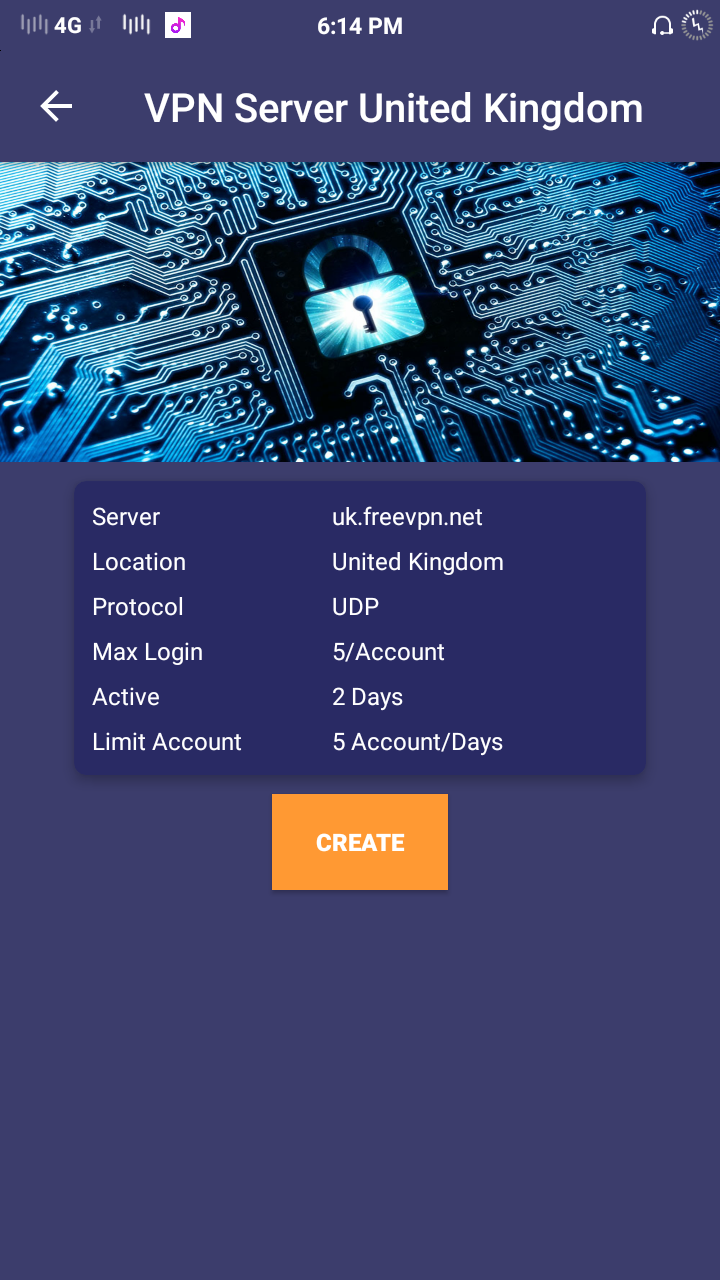 4G 6:14 PM
VPN Server United Kingdom
Server uk.freevpn.net
Location United Kingdom
Protocol UDP
Max Login 5/Account
Active 2 Days
Limit Account 5 Account/Days
CREATE